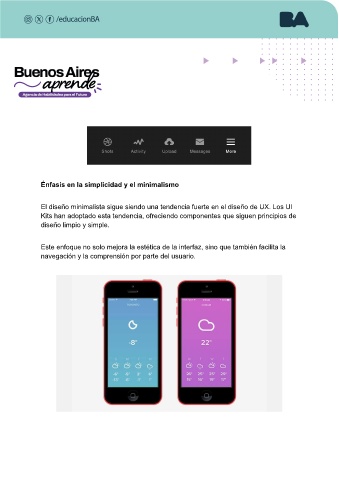 /educacionBA
BA
Buenos Aires
aprende
Agencia de Habilidades para el Futuro
Shots Activity Upload Messages More
Énfasis en la simplicidad y el minimalismo
El diseño minimalista sigue siendo una tendencia fuerte en el diseño de UX. Los UI
Kits han adoptado esta tendencia, ofreciendo componentes que siguen principios de
diseño limpio y simple.
Este enfoque no solo mejora la estética de la interfaz, sino que también facilita la
navegación y la comprensión por parte del usuario.
-8° 22°